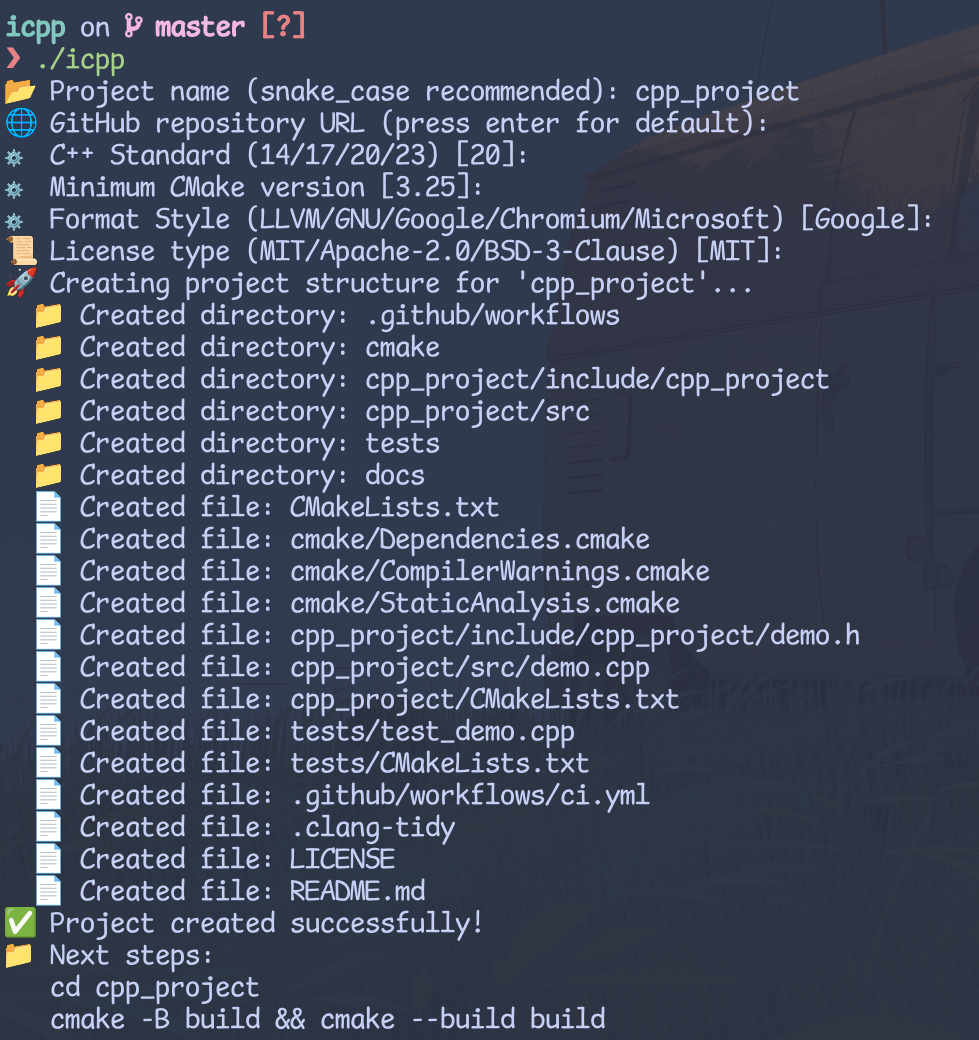 icpp on master [?]
❯ ./icpp
📂 Project name (snake_case recommended): cpp_project
🌐 GitHub repository URL (press enter for default):
⚙ C++ Standard (14/17/20/23) [20]:
⚙ Minimum CMake version [3.25]:
⚙ Format Style (LLVM/GNU/Google/Chromium/Microsoft) [Google]:
📜 License type (MIT/Apache-2.0/BSD-3-Clause) [MIT]:
🚀 Creating project structure for 'cpp_project'...
📁 Created directory: .github/workflows
📁 Created directory: cmake
📁 Created directory: cpp_project/include/cpp_project
📁 Created directory: cpp_project/src
📁 Created directory: tests
📁 Created directory: docs
📄 Created file: CMakeLists.txt
📄 Created file: cmake/Dependencies.cmake
📄 Created file: cmake/CompilerWarnings.cmake
📄 Created file: cmake/StaticAnalysis.cmake
📄 Created file: cpp_project/include/cpp_project/demo.h
📄 Created file: cpp_project/src/demo.cpp
📄 Created file: cpp_project/CMakeLists.txt
📄 Created file: tests/test_demo.cpp
📄 Created file: tests/CMakeLists.txt
📄 Created file: .github/workflows/ci.yml
📄 Created file: .clang-tidy
📄 Created file: LICENSE
📄 Created file: README.md
✅ Project created successfully!
📁 Next steps:
cd cpp_project
cmake -B build && cmake --build build